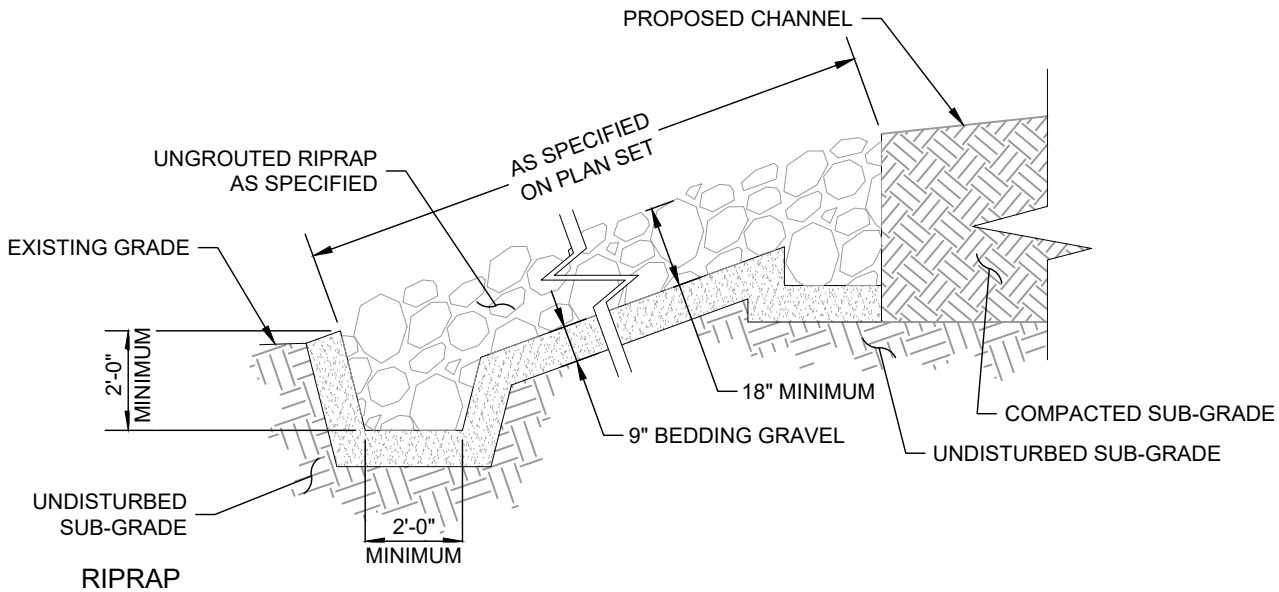 PROPOSED CHANNEL
AS SPECIFIED
ON PLAN SET
UNGROUTED RIPRAP
AS SPECIFIED
EXISTING GRADE
2'-0"
MINIMUM
18" MINIMUM
COMPACTED SUB-GRADE
9" BEDDING GRAVEL
UNDISTURBED SUB-GRADE
UNDISTURBED
SUB-GRADE
2'-0"
MINIMUM
RIPRAP